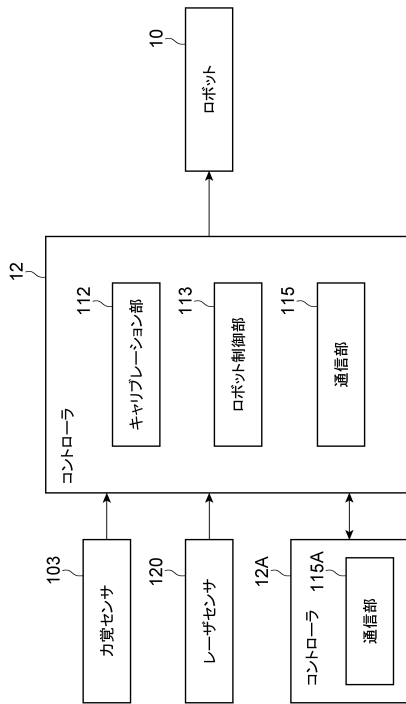 103
力覚センサ
120
レーザセンサ
12A
コントローラ
115A
通信部
12
コントローラ
112
キャリブレーション部
113
ロボット制御部
115
通信部
10
ロボット